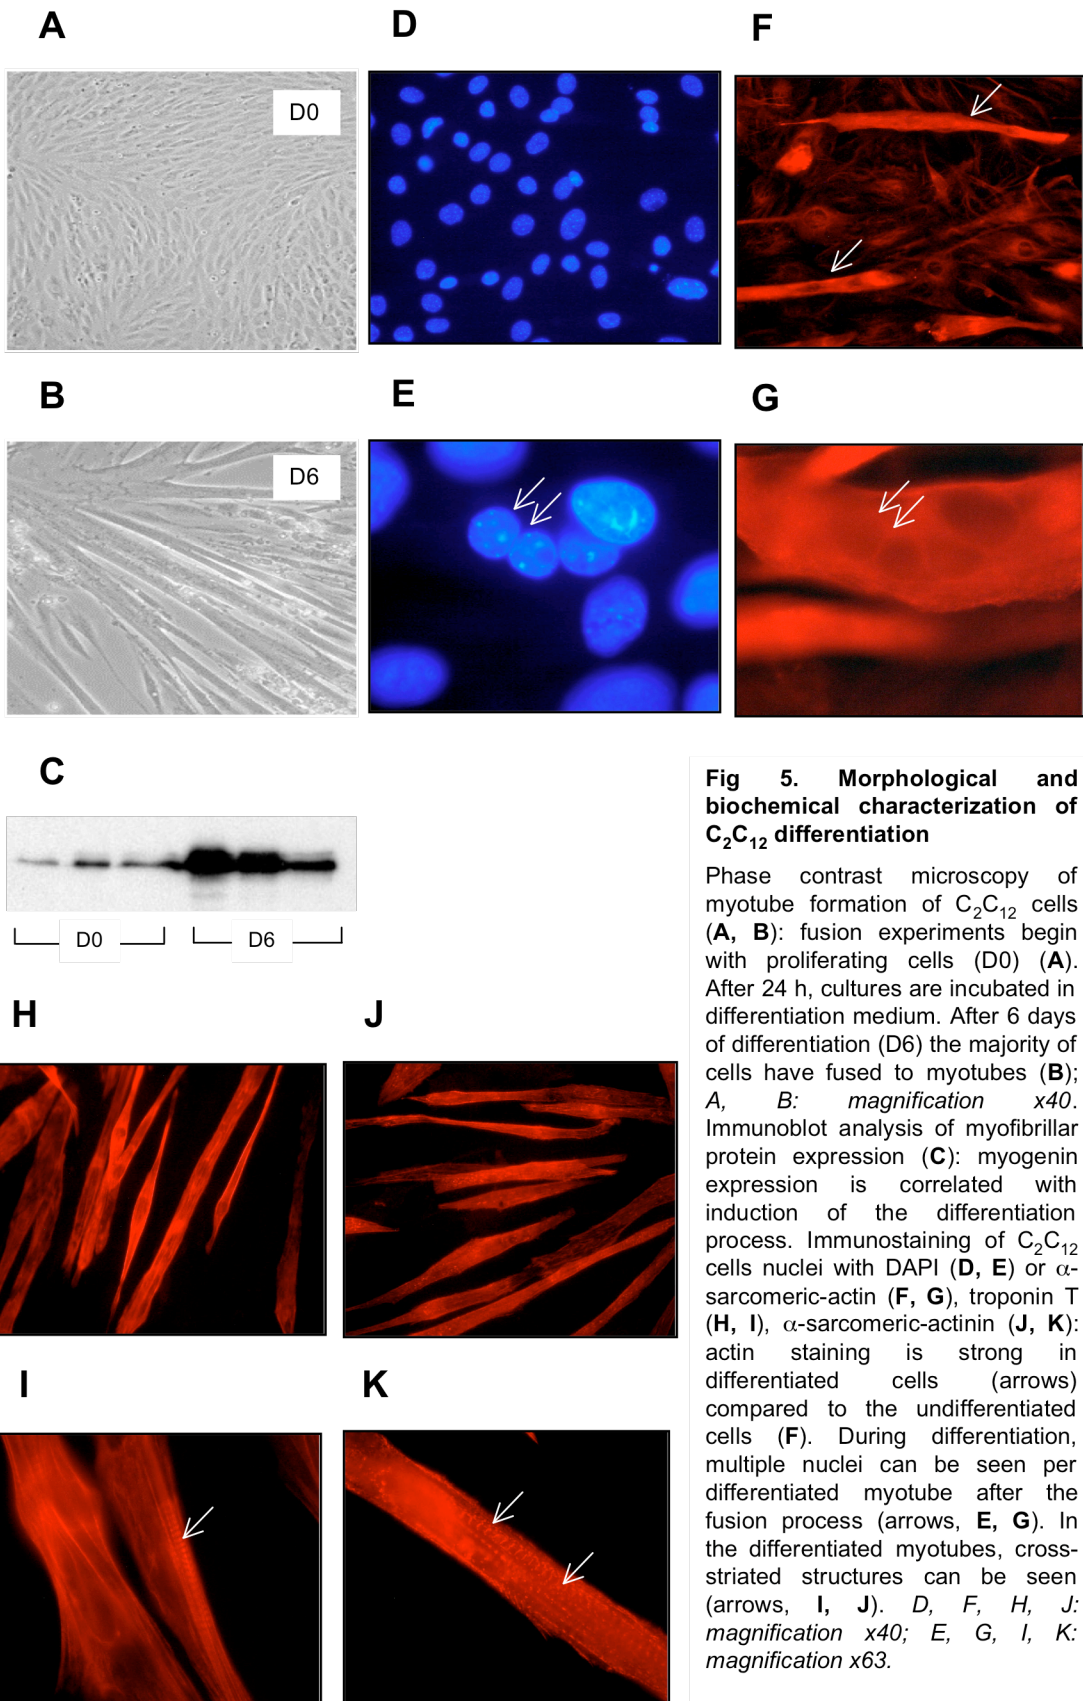 A
D
F
D0
B
E
G
D6
C
D0
D6
H
J
I
K
Fig 5. Morphological and
biochemical characterization of
C2C12 differentiation
Phase contrast microscopy of
myotube formation of C2C12 cells
(A, B): fusion experiments begin
with proliferating cells (D0) (A).
After 24 h, cultures are incubated in
differentiation medium. After 6 days
of differentiation (D6) the majority of
cells have fused to myotubes (B);
A, B: magnification x40.
Immunoblot analysis of myofibrillar
protein expression (C): myogenin
expression is correlated with
induction of the differentiation
process. Immunostaining of C2C12
cells nuclei with DAPI (D, E) or α-
sarcomeric-actin (F, G), troponin T
(H, I), α-sarcomeric-actinin (J, K):
actin staining is strong in
differentiated cells (arrows)
compared to the undifferentiated
cells (F). During differentiation,
multiple nuclei can be seen per
differentiated myotube after the
fusion process (arrows, E, G). In
the differentiated myotubes, cross-
striated structures can be seen
(arrows, I, J). D, F, H, J:
magnification x40; E, G, I, K:
magnification x63.